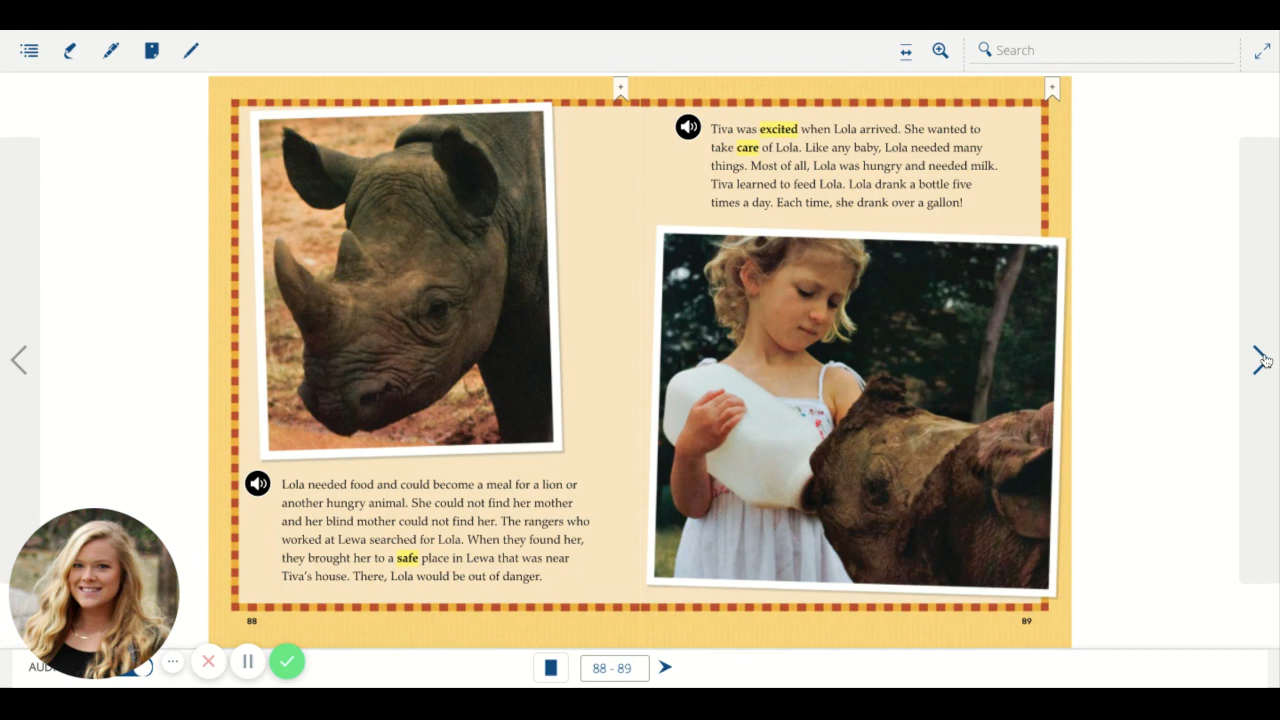 Search
Lola needed food and could become a meal for a lion or
another hungry animal. She could not find her mother
and her blind mother could not find her. The rangers who
worked at Lewa searched for Lola. When they found her,
they brought her to a safe place in Lewa that was near
Tiva's house. There, Lola would be out of danger.
88
Tiva was excited when Lola arrived. She wanted to
take care of Lola. Like any baby, Lola needed many
things. Most of all, Lola was hungry and needed milk.
Tiva learned to feed Lola. Lola drank a bottle five
times a day. Each time, she drank over a gallon!
89
88 - 89